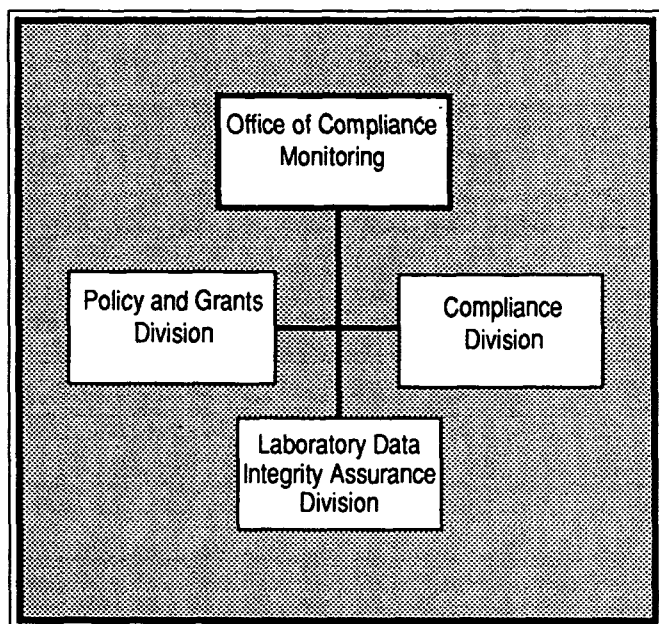 Office of Compliance
Monitoring
Policy and Grants
Division
Compliance
Division
Laboratory Data
Integrity Assurance
Division